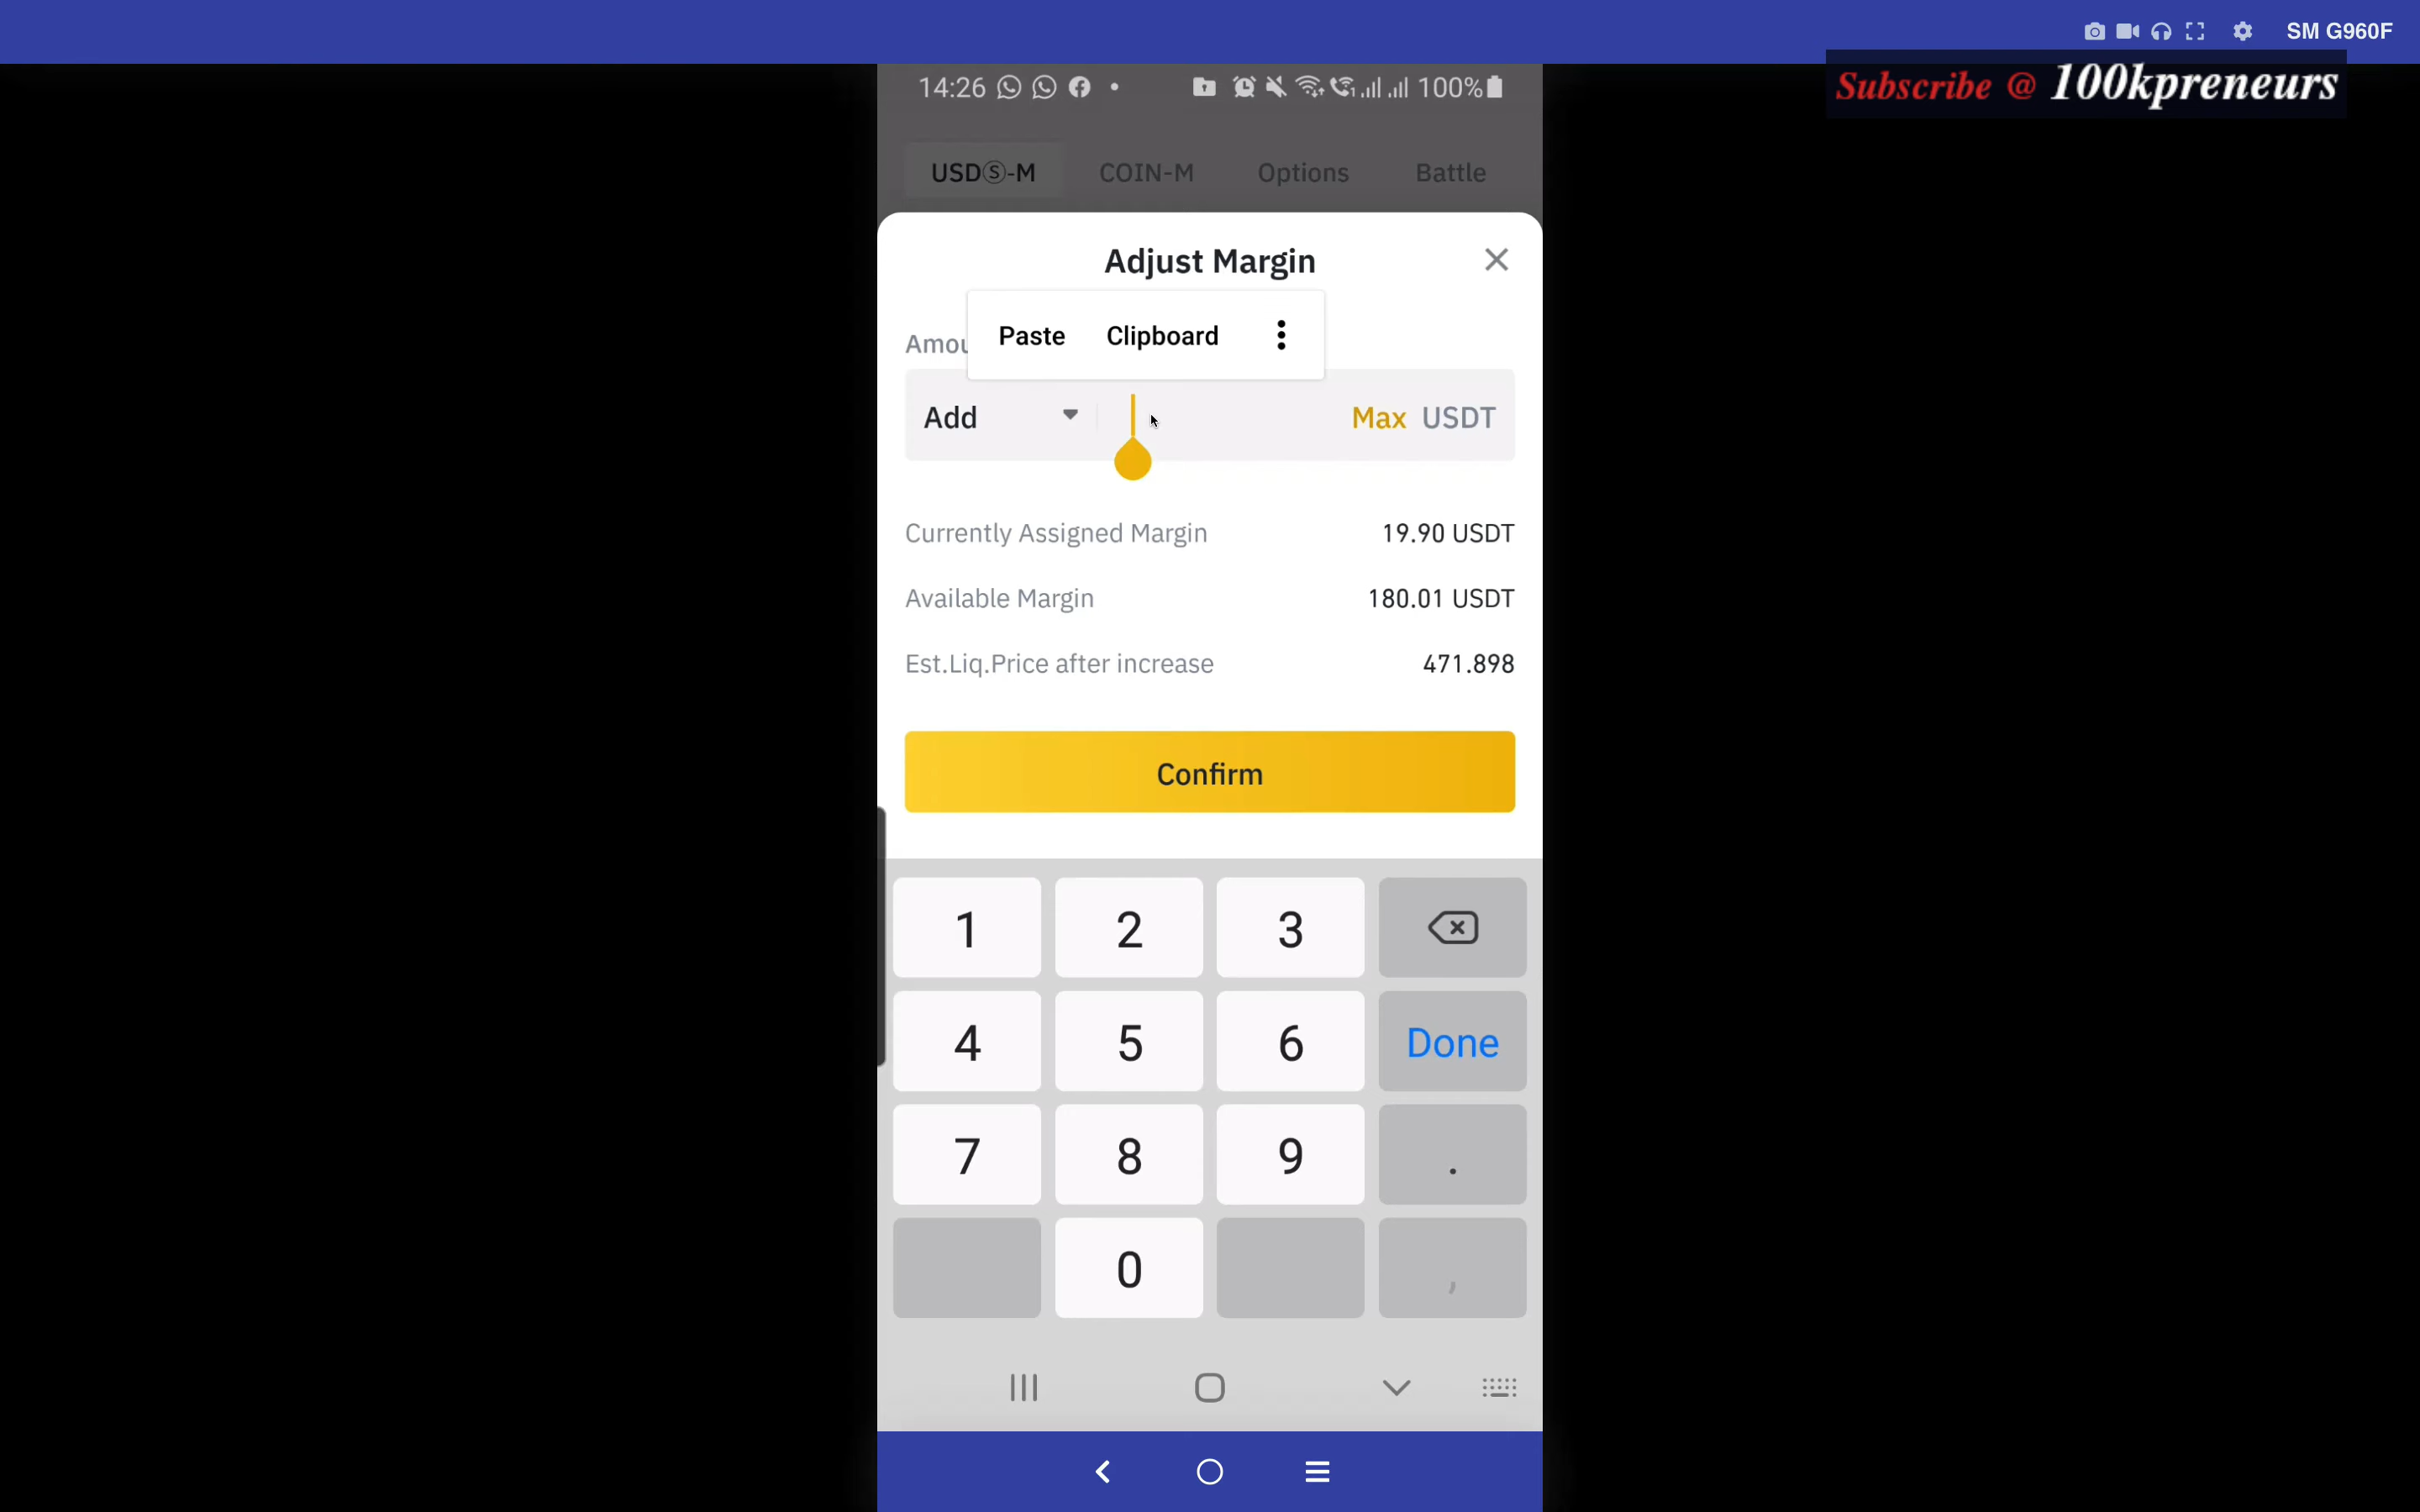 SM G960F
Subscribe @ 100kpreneurs
14:26 100%
USDⓈ-M COIN-M Options Battle
Adjust Margin
Paste Clipboard
Amou
Add Max USDT
Currently Assigned Margin 19.90 USDT
Available Margin 180.01 USDT
Est.Liq.Price after increase 471.898
Confirm
1 2 3
4 5 6 Done
7 8 9 .
0 ,